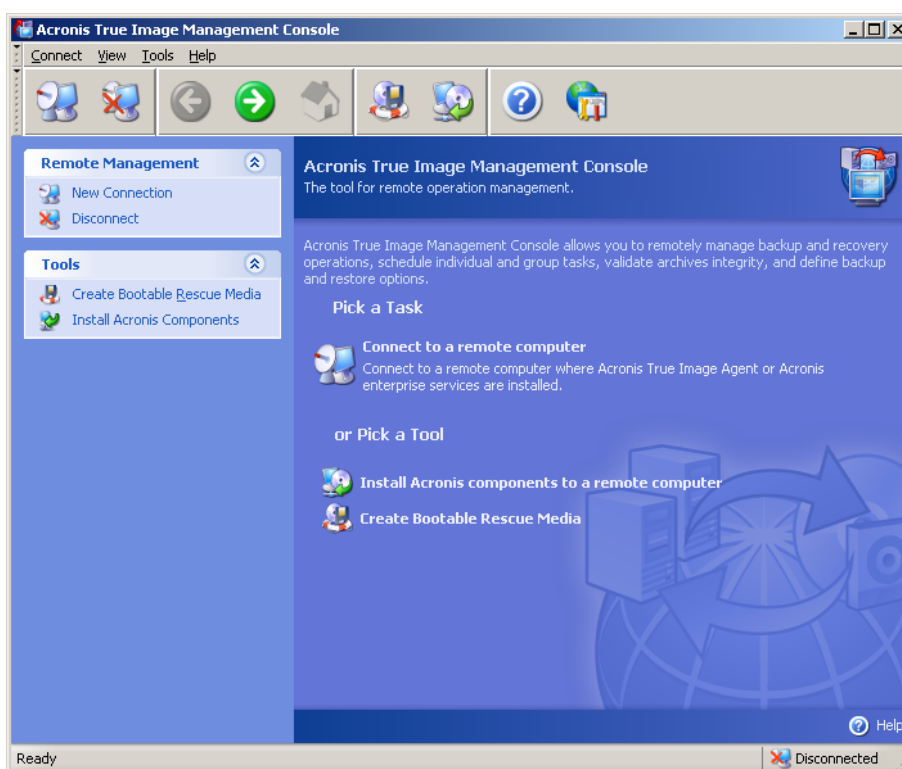 Acronis True Image Management Console
Connect View Tools Help
Remote Management
New Connection
Disconnect
Tools
Create Bootable Rescue Media
Install Acronis Components
Acronis True Image Management Console
The tool for remote operation management.
Acronis True Image Management Console allows you to remotely manage backup and recovery
operations, schedule individual and group tasks, validate archives integrity, and define backup
and restore options.
Pick a Task
Connect to a remote computer
Connect to a remote computer where Acronis True Image Agent or Acronis
enterprise services are installed.
or Pick a Tool
Install Acronis components to a remote computer
Create Bootable Rescue Media
Help
Ready
Disconnected